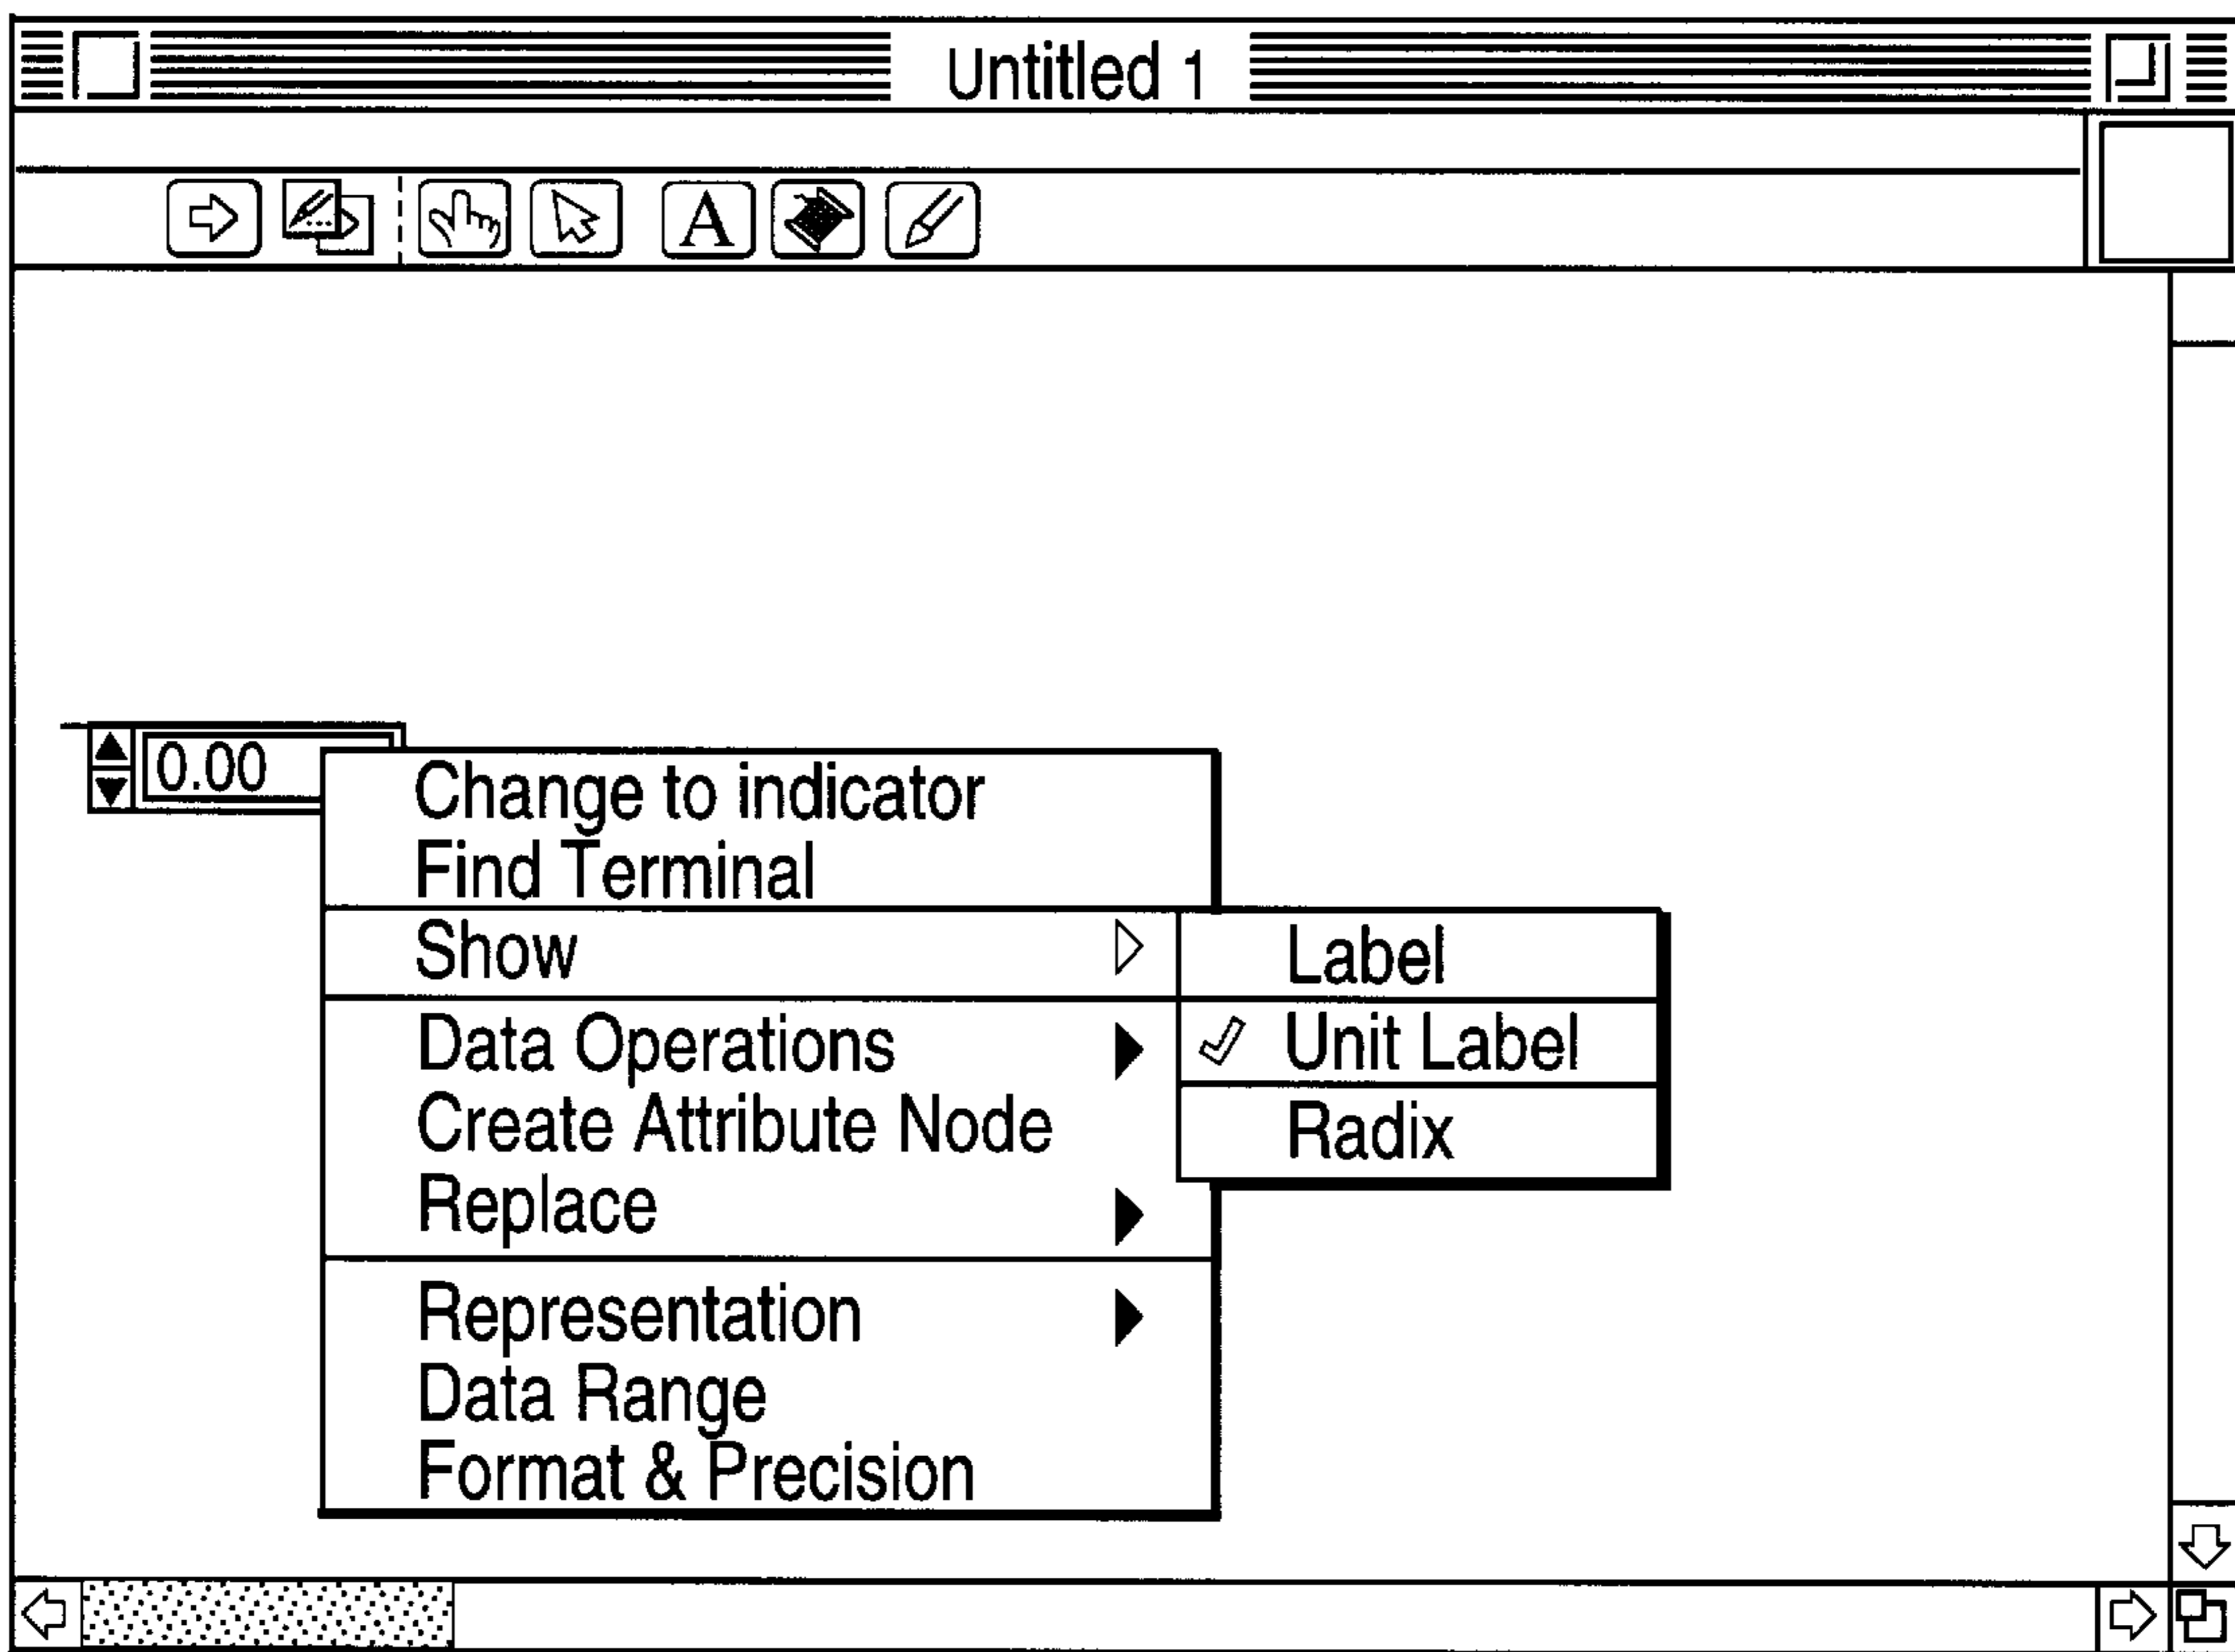 Untitled 1
A
0.00
Change to indicator
Find Terminal
Show
Label
Data Operations
Unit Label
Create Attribute Node
Radix
Replace
Representation
Data Range
Format & Precision